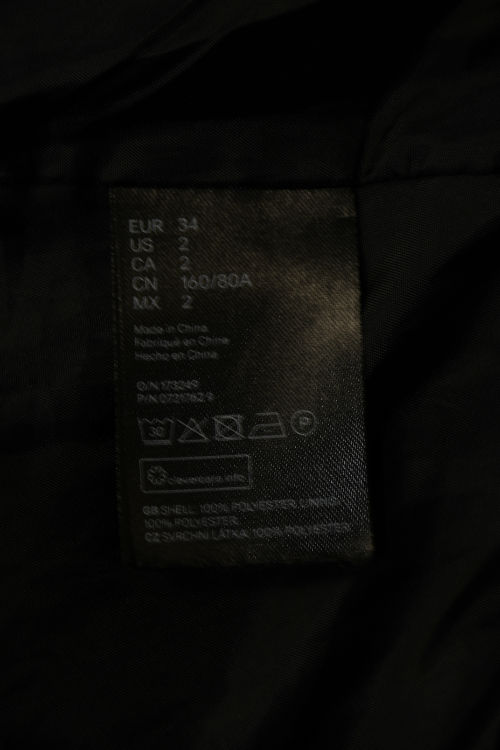 EUR 34
US 2
CA 2
CN 160/80A
MX 2
Made in China
Fabriqué en Chine
Hecho en China
O/N 173249
P/N 0721762 9
30
P
clevercare.info
GB SHELL: 100% POLYESTER, LINING:
100% POLYESTER
CZ SVRCHNÍ LÁTKA: 100% POLYESTER,